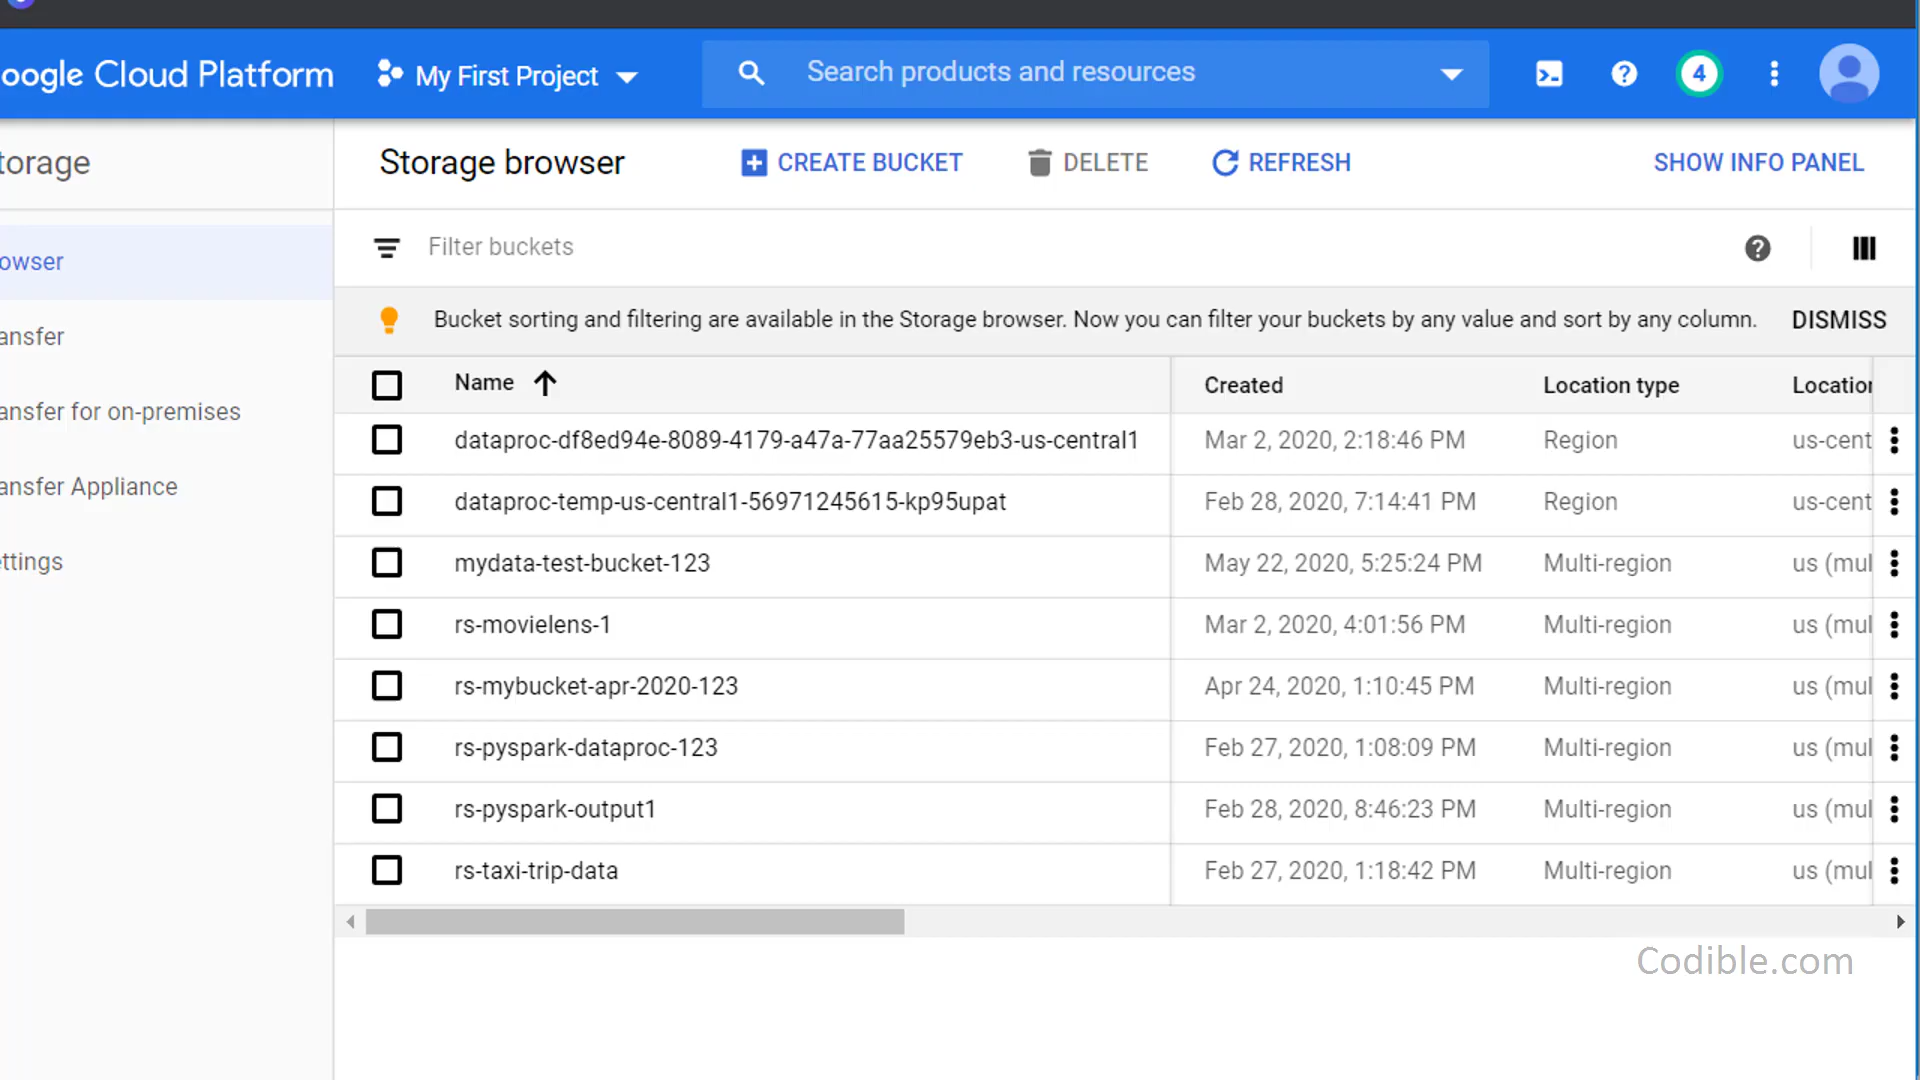 oogle Cloud Platform
My First Project
Search products and resources
4
torage
Storage browser
CREATE BUCKET
DELETE
REFRESH
SHOW INFO PANEL
owser
ansfer
ansfer for on-premises
ansfer Appliance
ettings
Filter buckets
Bucket sorting and filtering are available in the Storage browser. Now you can filter your buckets by any value and sort by any column. DISMISS
Name Created Location type Location
dataproc-df8ed94e-8089-4179-a47a-77aa25579eb3-us-central1 Mar 2, 2020, 2:18:46 PM Region us-cent
dataproc-temp-us-central1-56971245615-kp95upat Feb 28, 2020, 7:14:41 PM Region us-cent
mydata-test-bucket-123 May 22, 2020, 5:25:24 PM Multi-region us (mul
rs-movielens-1 Mar 2, 2020, 4:01:56 PM Multi-region us (mul
rs-mybucket-apr-2020-123 Apr 24, 2020, 1:10:45 PM Multi-region us (mul
rs-pyspark-dataproc-123 Feb 27, 2020, 1:08:09 PM Multi-region us (mul
rs-pyspark-output1 Feb 28, 2020, 8:46:23 PM Multi-region us (mul
rs-taxi-trip-data Feb 27, 2020, 1:18:42 PM Multi-region us (mul
Codible.com